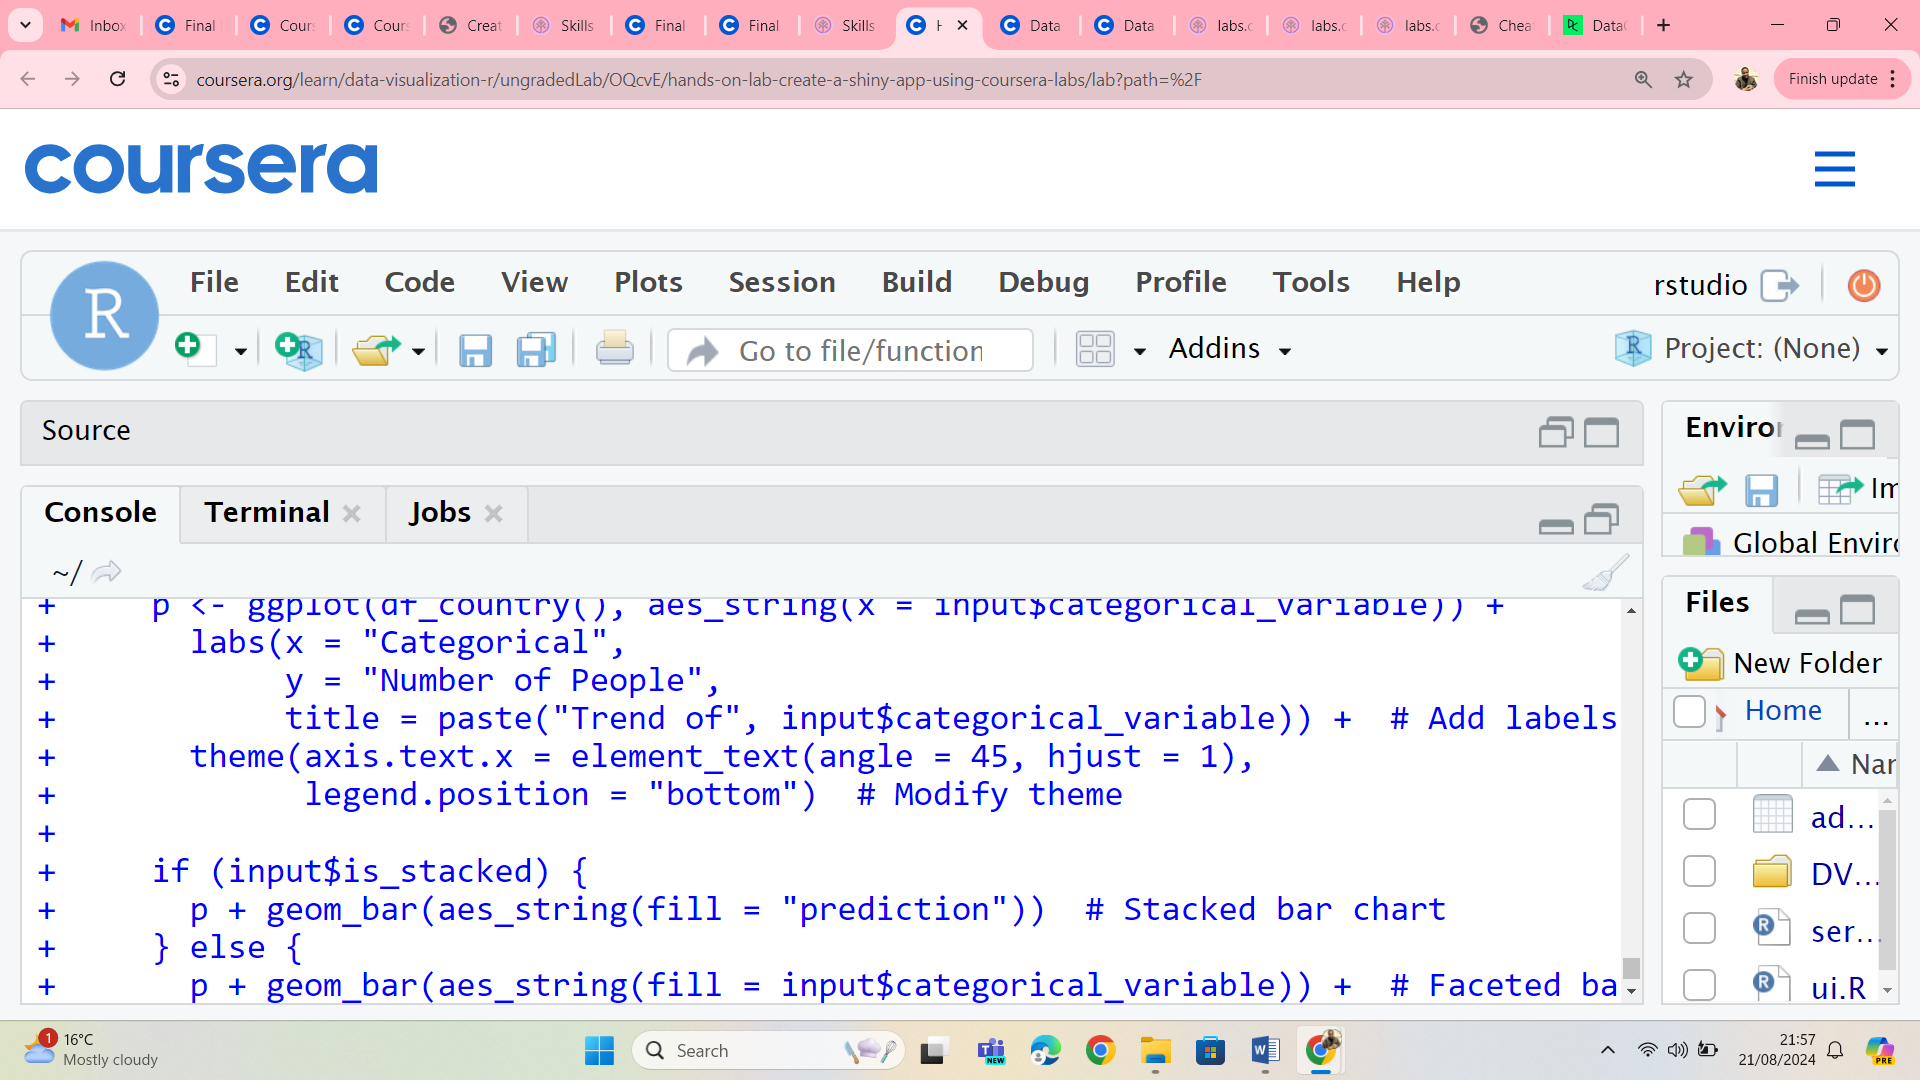 Inbox
Final
Cours
Cours
Creat
Skills
Final
Final
Skills
H
Data
Data
labs.c
labs.c
labs.c
Chea
Data
coursera.org/learn/data-visualization-r/ungradedLab/OQcvE/hands-on-lab-create-a-shiny-app-using-coursera-labs/lab?path=%2F
Finish update
coursera
R
File Edit Code View Plots Session Build Debug Profile Tools Help
rstudio
Go to file/function
Addins
Project: (None)
Source
Console Terminal Jobs
~/
+ p <- ggplot(df_country(), aes_string(x = input$categorical_variable)) +
+ labs(x = "Categorical",
+ y = "Number of People",
+ title = paste("Trend of", input$categorical_variable)) + # Add labels
+ theme(axis.text.x = element_text(angle = 45, hjust = 1),
+ legend.position = "bottom") # Modify theme
+
+ if (input$is_stacked) {
+ p + geom_bar(aes_string(fill = "prediction")) # Stacked bar chart
+ } else {
+ p + geom_bar(aes_string(fill = input$categorical_variable)) + # Faceted ba
Enviror
Im
Global Enviro
Files
New Folder
Home ...
Nar
ad...
DV...
ser...
ui.R
1
16°C
Mostly cloudy
Search
NEW
PRE
21:57
21/08/2024